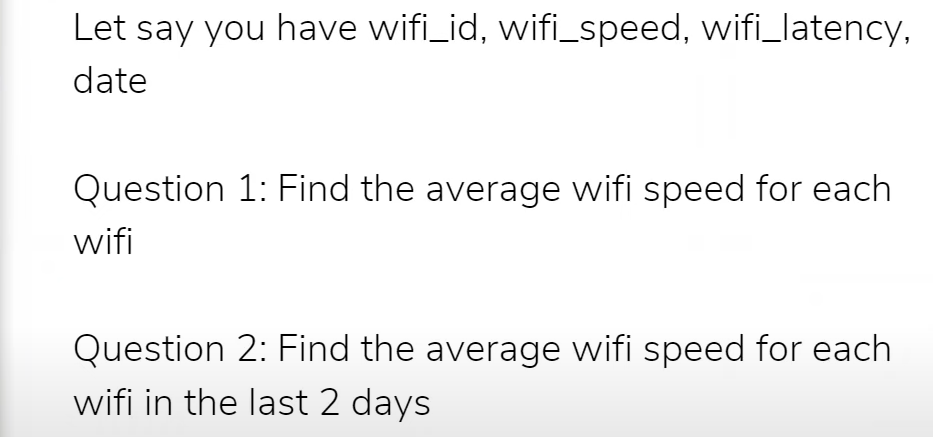 Let say you have wifi_id, wifi_speed, wifi_latency,
date
Question 1: Find the average wifi speed for each
wifi
Question 2: Find the average wifi speed for each
wifi in the last 2 days